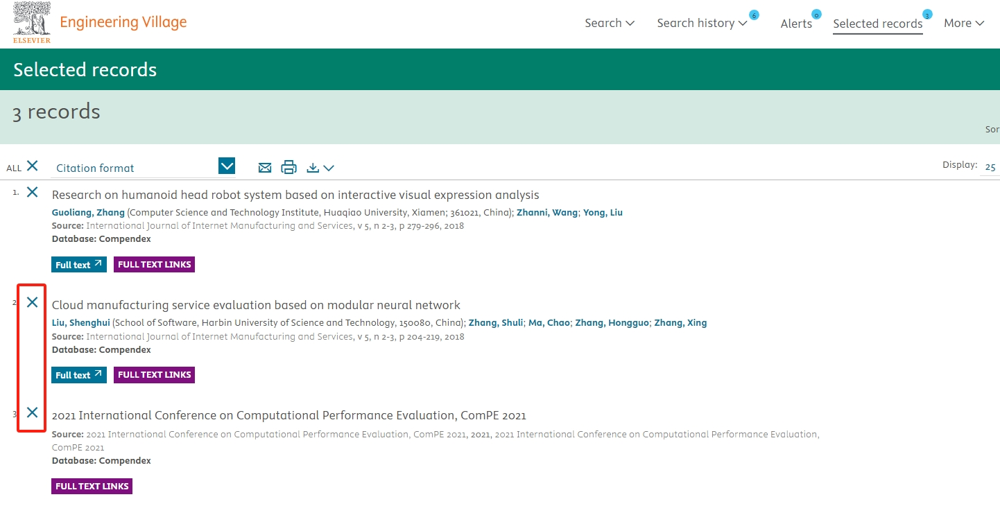 Engineering Village
ELSEVIER
Search
Search history 6
Alerts 0
Selected records 3
More
Selected records
3 records
Sor
ALL
Citation format
Display: 25
1.
Research on humanoid head robot system based on interactive visual expression analysis
Guoliang, Zhang (Computer Science and Technology Institute, Huaqiao University, Xiamen; 361021, China); Zhanni, Wang; Yong, Liu
Source: International Journal of Internet Manufacturing and Services, v 5, n 2-3, p 279-296, 2018
Database: Compendex
Full text FULL TEXT LINKS
2
Cloud manufacturing service evaluation based on modular neural network
Liu, Shenghui (School of Software, Harbin University of Science and Technology, 150080, China); Zhang, Shuli; Ma, Chao; Zhang, Hongguo; Zhang, Xing
Source: International Journal of Internet Manufacturing and Services, v 5, n 2-3, p 204-219, 2018
Database: Compendex
Full text FULL TEXT LINKS
3
2021 International Conference on Computational Performance Evaluation, ComPE 2021
Source: 2021 International Conference on Computational Performance Evaluation, ComPE 2021, 2021, 2021 International Conference on Computational Performance Evaluation,
ComPE 2021
Database: Compendex
FULL TEXT LINKS